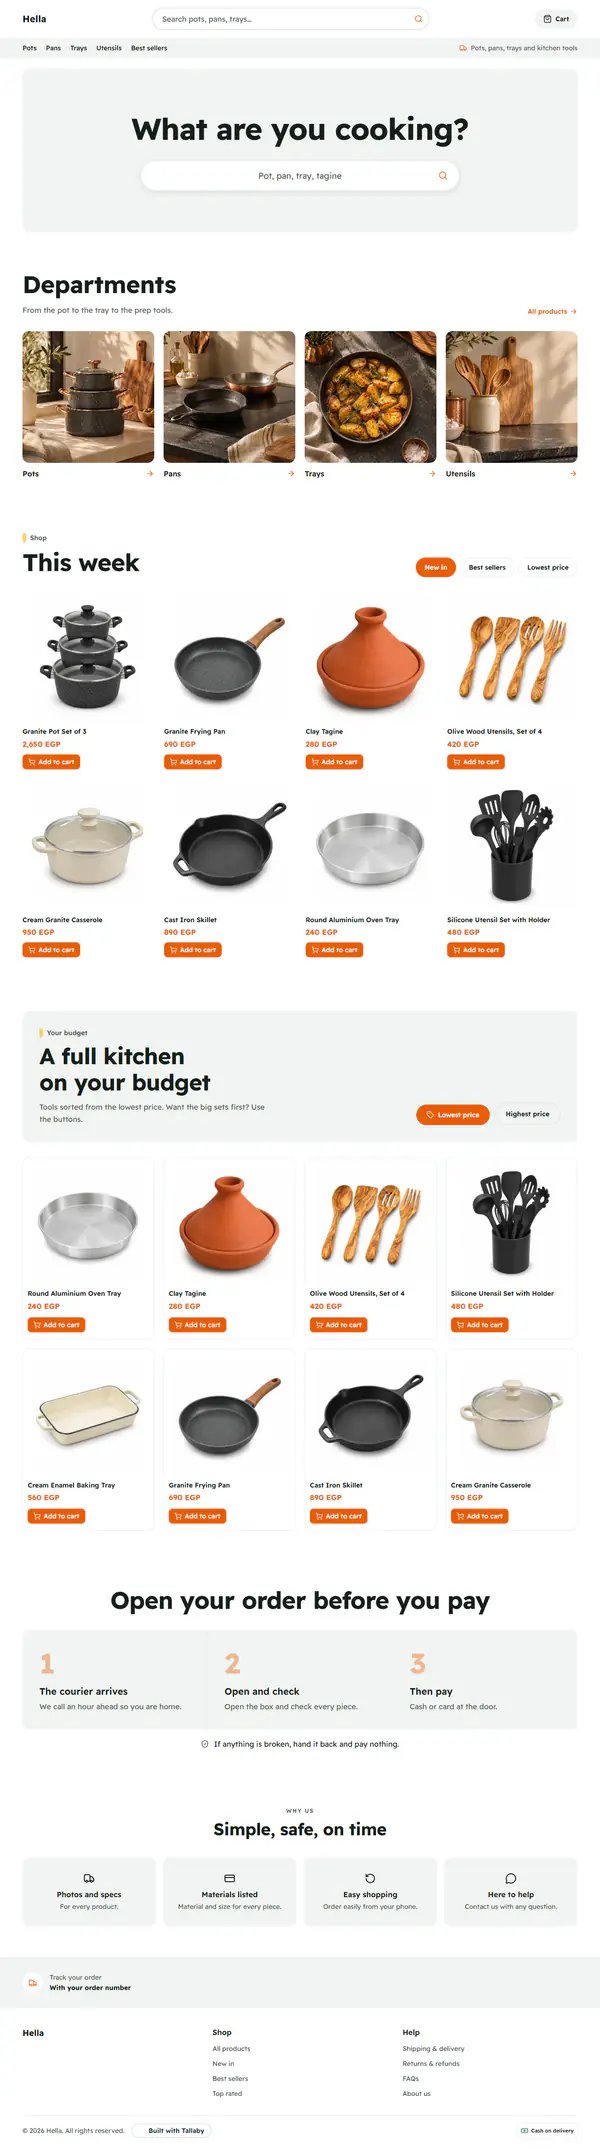 Hella
Search pots, pans, trays...
Cart
Pots Pans Trays Utensils Best sellers
Pots, pans, trays and kitchen tools
What are you cooking?
Pot, pan, tray, tagine
Departments
From the pot to the tray to the prep tools.
All products →
Pots →
Pans →
Trays →
Utensils →
Shop
This week
New in
Best sellers
Lowest price
Granite Pot Set of 3
2,650 EGP
Add to cart
Granite Frying Pan
690 EGP
Add to cart
Clay Tagine
280 EGP
Add to cart
Olive Wood Utensils, Set of 4
420 EGP
Add to cart
Cream Granite Casserole
950 EGP
Add to cart
Cast Iron Skillet
890 EGP
Add to cart
Round Aluminium Oven Tray
240 EGP
Add to cart
Silicone Utensil Set with Holder
480 EGP
Add to cart
Your budget
A full kitchen
on your budget
Tools sorted from the lowest price. Want the big sets first? Use
the buttons.
Lowest price
Highest price
Round Aluminium Oven Tray
240 EGP
Add to cart
Clay Tagine
280 EGP
Add to cart
Olive Wood Utensils, Set of 4
420 EGP
Add to cart
Silicone Utensil Set with Holder
480 EGP
Add to cart
Cream Enamel Baking Tray
560 EGP
Add to cart
Granite Frying Pan
690 EGP
Add to cart
Cast Iron Skillet
890 EGP
Add to cart
Cream Granite Casserole
950 EGP
Add to cart
Open your order before you pay
1
The courier arrives
We call an hour ahead so you are home.
2
Open and check
Open the box and check every piece.
3
Then pay
Cash or card at the door.
If anything is broken, hand it back and pay nothing.
WHY US
Simple, safe, on time
Photos and specs
For every product.
Materials listed
Material and size for every piece.
Easy shopping
Order easily from your phone.
Here to help
Contact us with any question.
Track your order
With your order number
Hella
Shop
All products
New in
Best sellers
Top rated
Help
Shipping & delivery
Returns & refunds
FAQs
About us
© 2026 Hella. All rights reserved.
Built with Tallaby
Cash on delivery